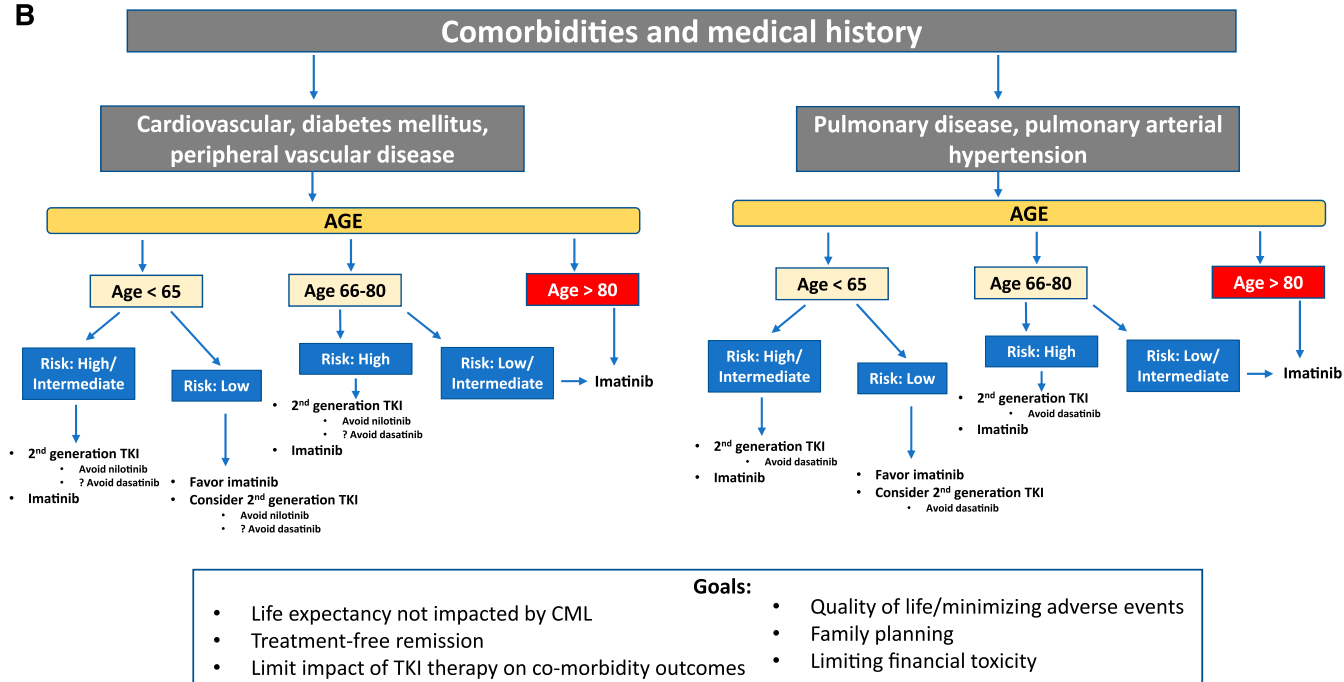 B
Comorbidities and medical history
Cardiovascular, diabetes mellitus,
peripheral vascular disease
AGE
Age < 65
Age 66-80
Age > 80
Risk: High/
Intermediate
Risk: Low
Risk: High
Risk: Low/
Intermediate
Imatinib
• 2nd generation TKI
• Avoid nilotinib
• ? Avoid dasatinib
• Imatinib
• Favor imatinib
• Consider 2nd generation TKI
• Avoid nilotinib
• ? Avoid dasatinib
• 2nd generation TKI
• Avoid nilotinib
• ? Avoid dasatinib
• Imatinib
Pulmonary disease, pulmonary arterial
hypertension
AGE
Age < 65
Age 66-80
Age > 80
Risk: High/
Intermediate
Risk: Low
Risk: High
Risk: Low/
Intermediate
Imatinib
• 2nd generation TKI
• Avoid dasatinib
• Imatinib
• Favor imatinib
• Consider 2nd generation TKI
• Avoid dasatinib
• 2nd generation TKI
• Avoid dasatinib
• Imatinib
Goals:
• Life expectancy not impacted by CML
• Treatment-free remission
• Limit impact of TKI therapy on co-morbidity outcomes
• Quality of life/minimizing adverse events
• Family planning
• Limiting financial toxicity